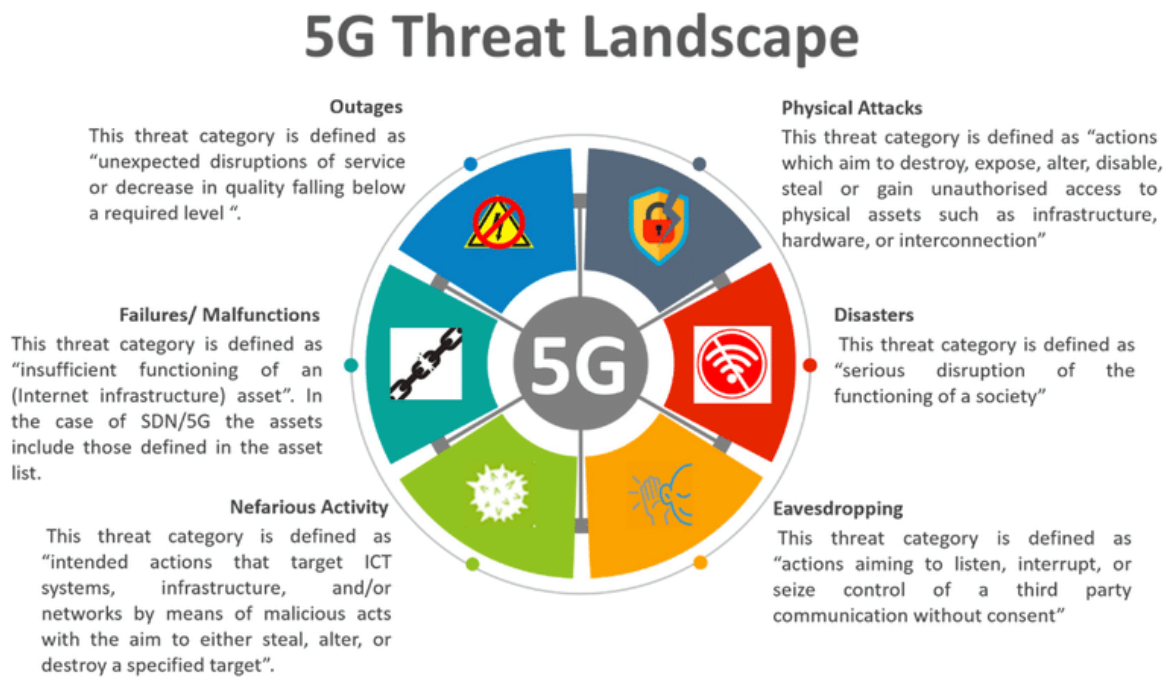 5G Threat Landscape
Outages
This threat category is defined as
“unexpected disruptions of service
or decrease in quality falling below
a required level “.
Physical Attacks
This threat category is defined as “actions
which aim to destroy, expose, alter, disable,
steal or gain unauthorised access to
physical assets such as infrastructure,
hardware, or interconnection”
Failures/ Malfunctions
This threat category is defined as
“insufficient functioning of an
(Internet infrastructure) asset”. In
the case of SDN/5G the assets
include those defined in the asset
list.
5G
Disasters
This threat category is defined as
“serious disruption of the
functioning of a society”
Nefarious Activity
This threat category is defined as
“intended actions that target ICT
systems, infrastructure, and/or
networks by means of malicious acts
with the aim to either steal, alter, or
destroy a specified target”.
Eavesdropping
This threat category is defined as
“actions aiming to listen, interrupt, or
seize control of a third party
communication without consent”